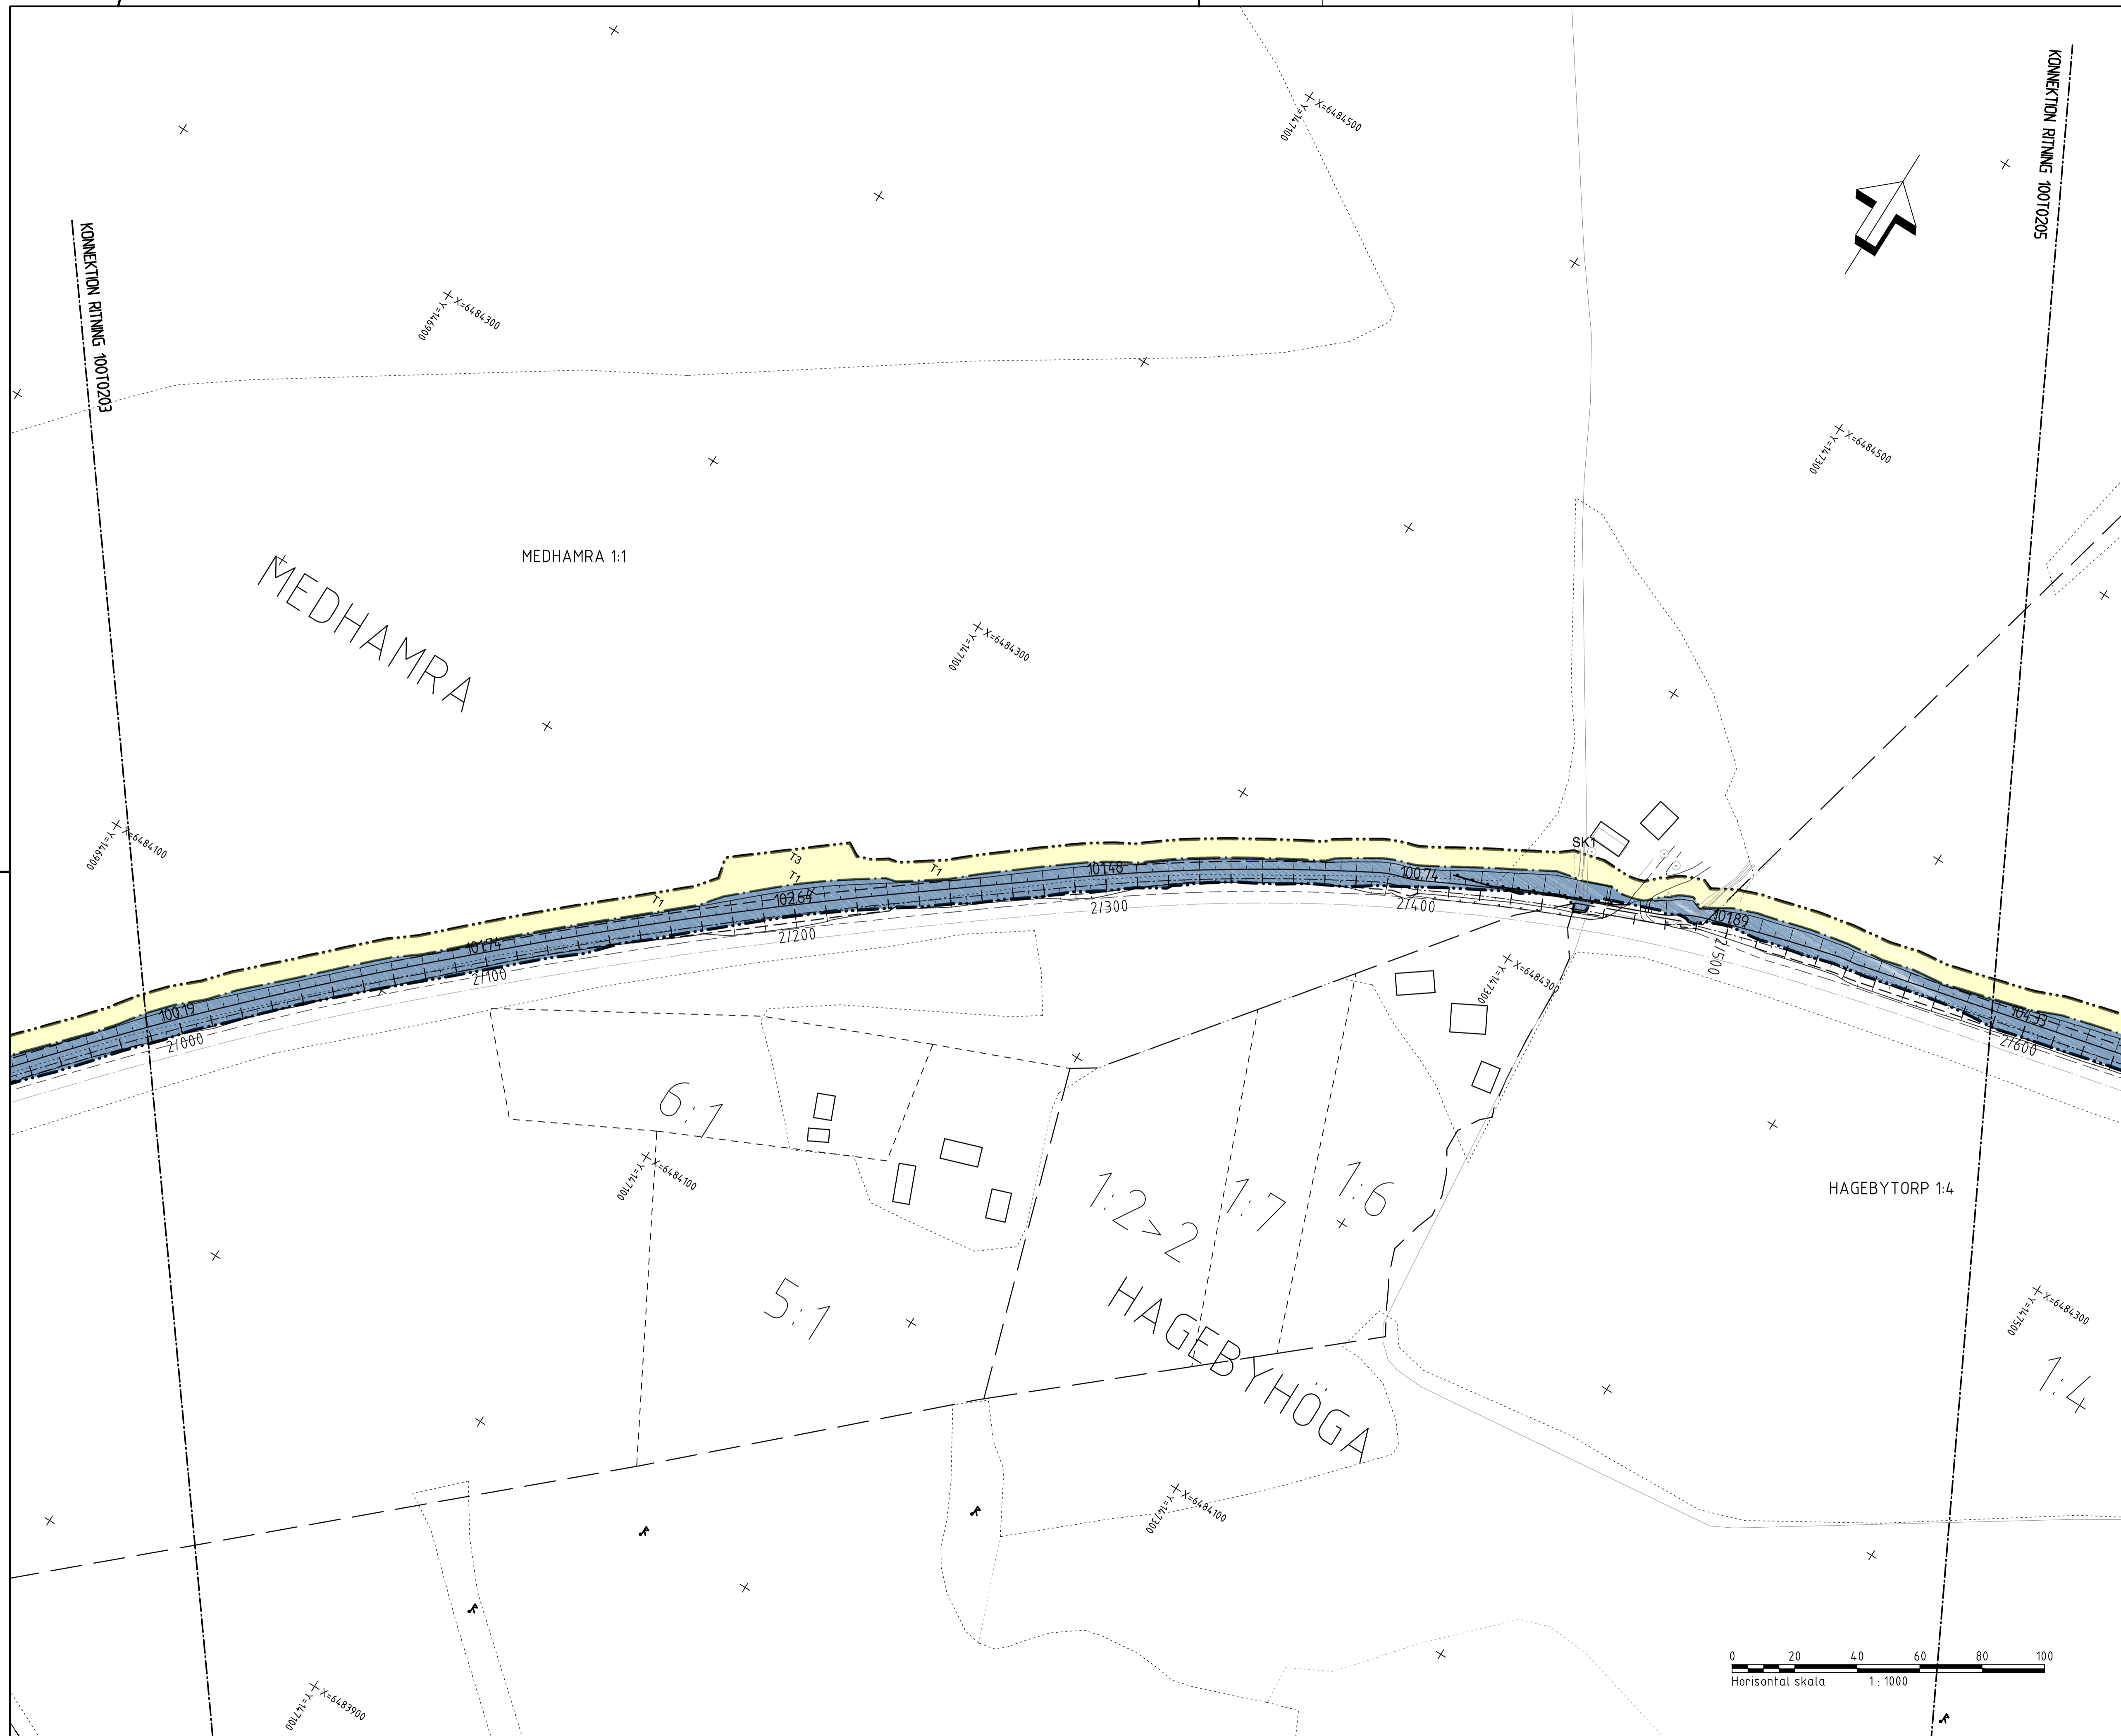 KONNEKTION RITNING 100T0203
KONNEKTION RITNING 100T0205
X=6484500
Y=147100
X=6484300
Y=146900
X=6484500
Y=147300
MEDHAMRA 1:1
MEDHAMRA
X=6484300
Y=147100
X=6484100
Y=146900
SK1
T3
T1
T1
T1
101.48
100.74
102.64
101.74
101.89
100.19
104.33
2/300
2/400
2/200
2/100
2/500
2/000
2/600
X=6484300
Y=147300
6:1
X=6484100
Y=147100
1:2>2
1:7
1:6
HAGEBYTORP 1:4
5:1
HAGEBYHÖGA
X=6484300
Y=147500
1:4
X=6484100
Y=147300
X=6483900
Y=147100
0 20 40 60 80 100
Horisontal skala 1 : 1000